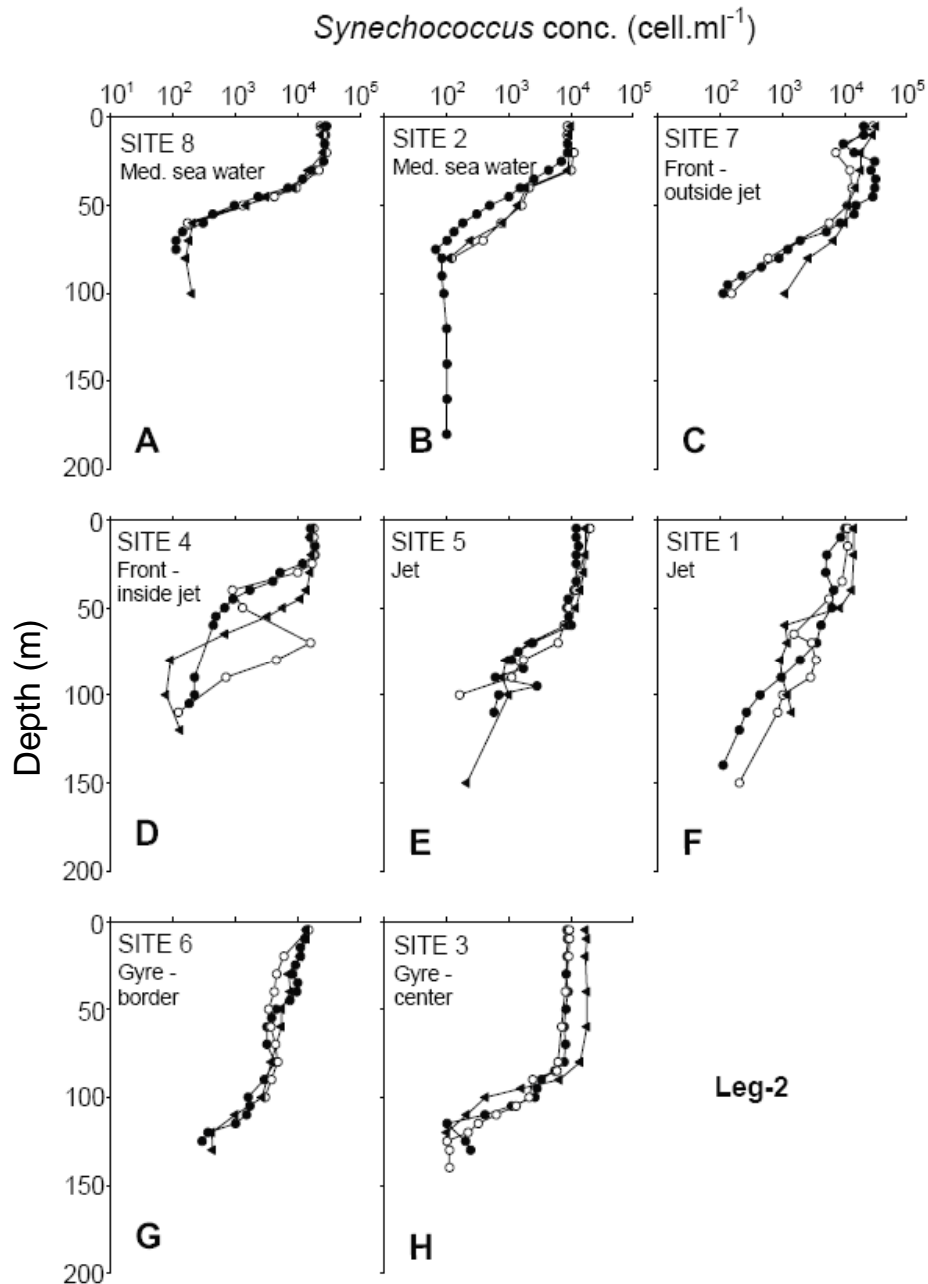 Synechococcus conc. (cell.ml⁻¹)
10¹ 10² 10³ 10⁴ 10⁵ 10² 10³ 10⁴ 10⁵ 10² 10³ 10⁴ 10⁵
0
50
100
150
200
SITE 8
Med. sea water
A
SITE 2
Med. sea water
B
SITE 7
Front -
outside jet
C
Depth (m)
0
50
100
150
200
SITE 4
Front -
inside jet
D
SITE 5
Jet
E
SITE 1
Jet
F
0
50
100
150
200
SITE 6
Gyre -
border
G
SITE 3
Gyre -
center
H
Leg-2